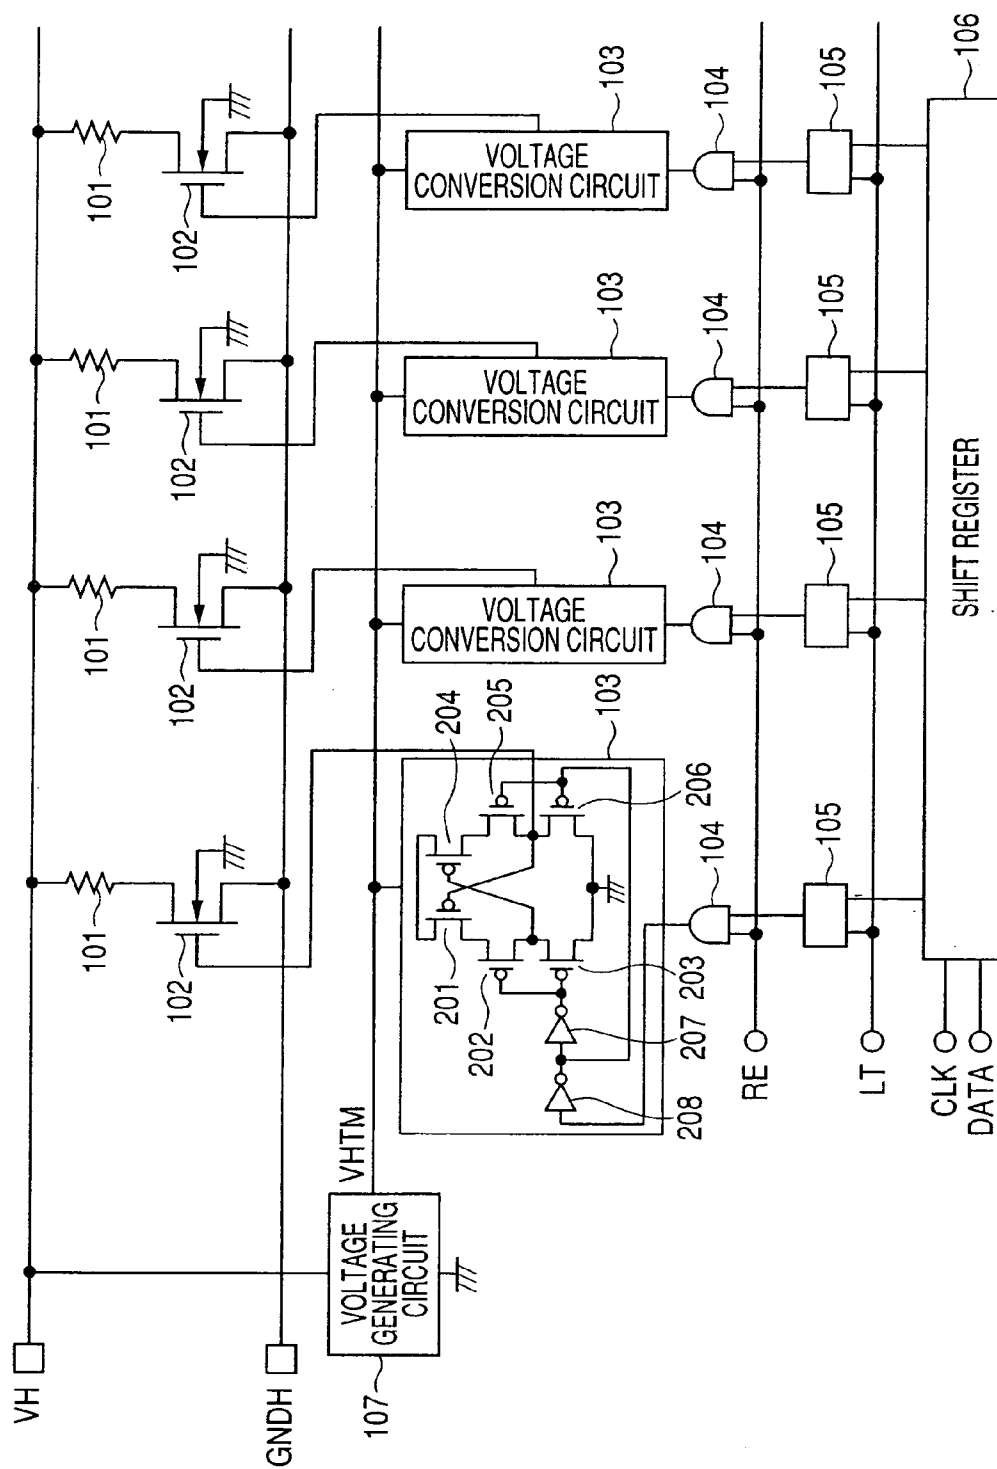 VH
GNDH
101
101
101
101
102
102
102
102
107
VOLTAGE
GENERATING
CIRCUIT
VHTM
201
202
203
204
205
206
207
208
103
VOLTAGE
CONVERSION CIRCUIT
103
VOLTAGE
CONVERSION CIRCUIT
103
VOLTAGE
CONVERSION CIRCUIT
103
104
104
104
104
RE
105
105
105
105
LT
CLK
DATA
SHIFT REGISTER
106